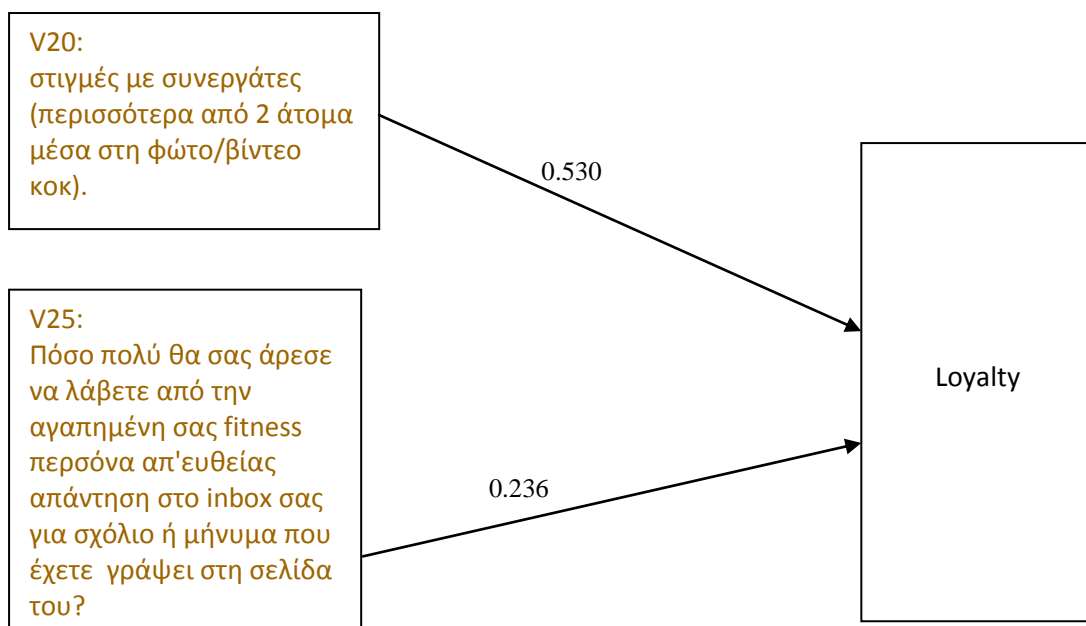 V20:
στιγμές με συνεργάτες
(περισσότερα από 2 άτομα
μέσα στη φώτο/βίντεο
κοκ).
0.530
V25:
Πόσο πολύ θα σας άρεσε
να λάβετε από την
αγαπημένη σας fitness
περσόνα απ'ευθείας
απάντηση στο inbox σας
για σχόλιο ή μήνυμα που
έχετε γράψει στη σελίδα
του?
0.236
Loyalty